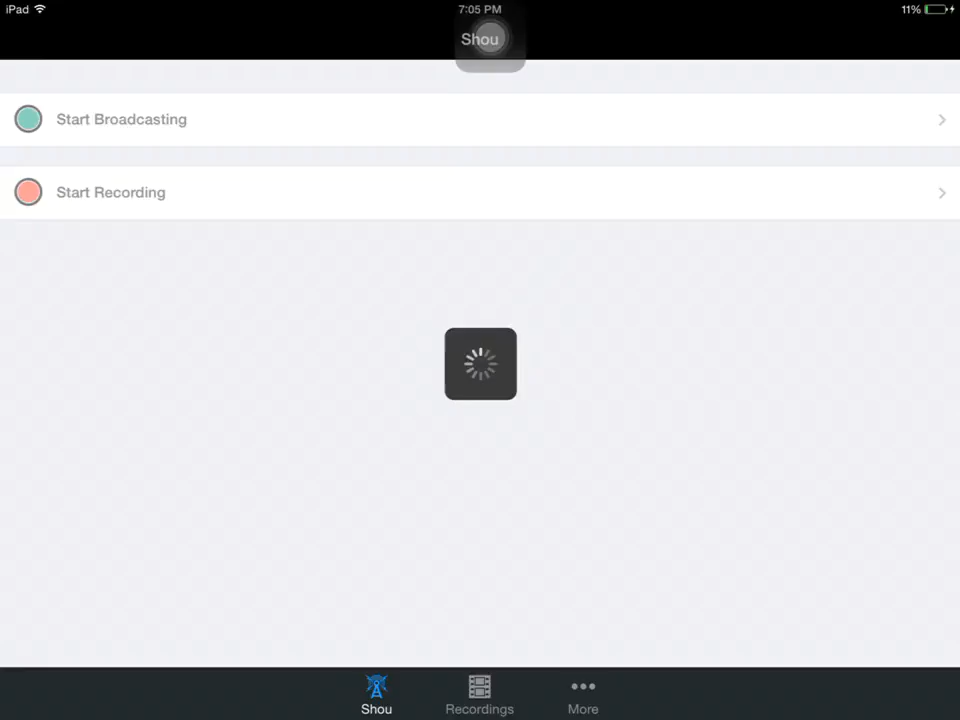 iPad 7:05 PM 11%
Shou
Start Broadcasting
Start Recording
Shou Recordings More